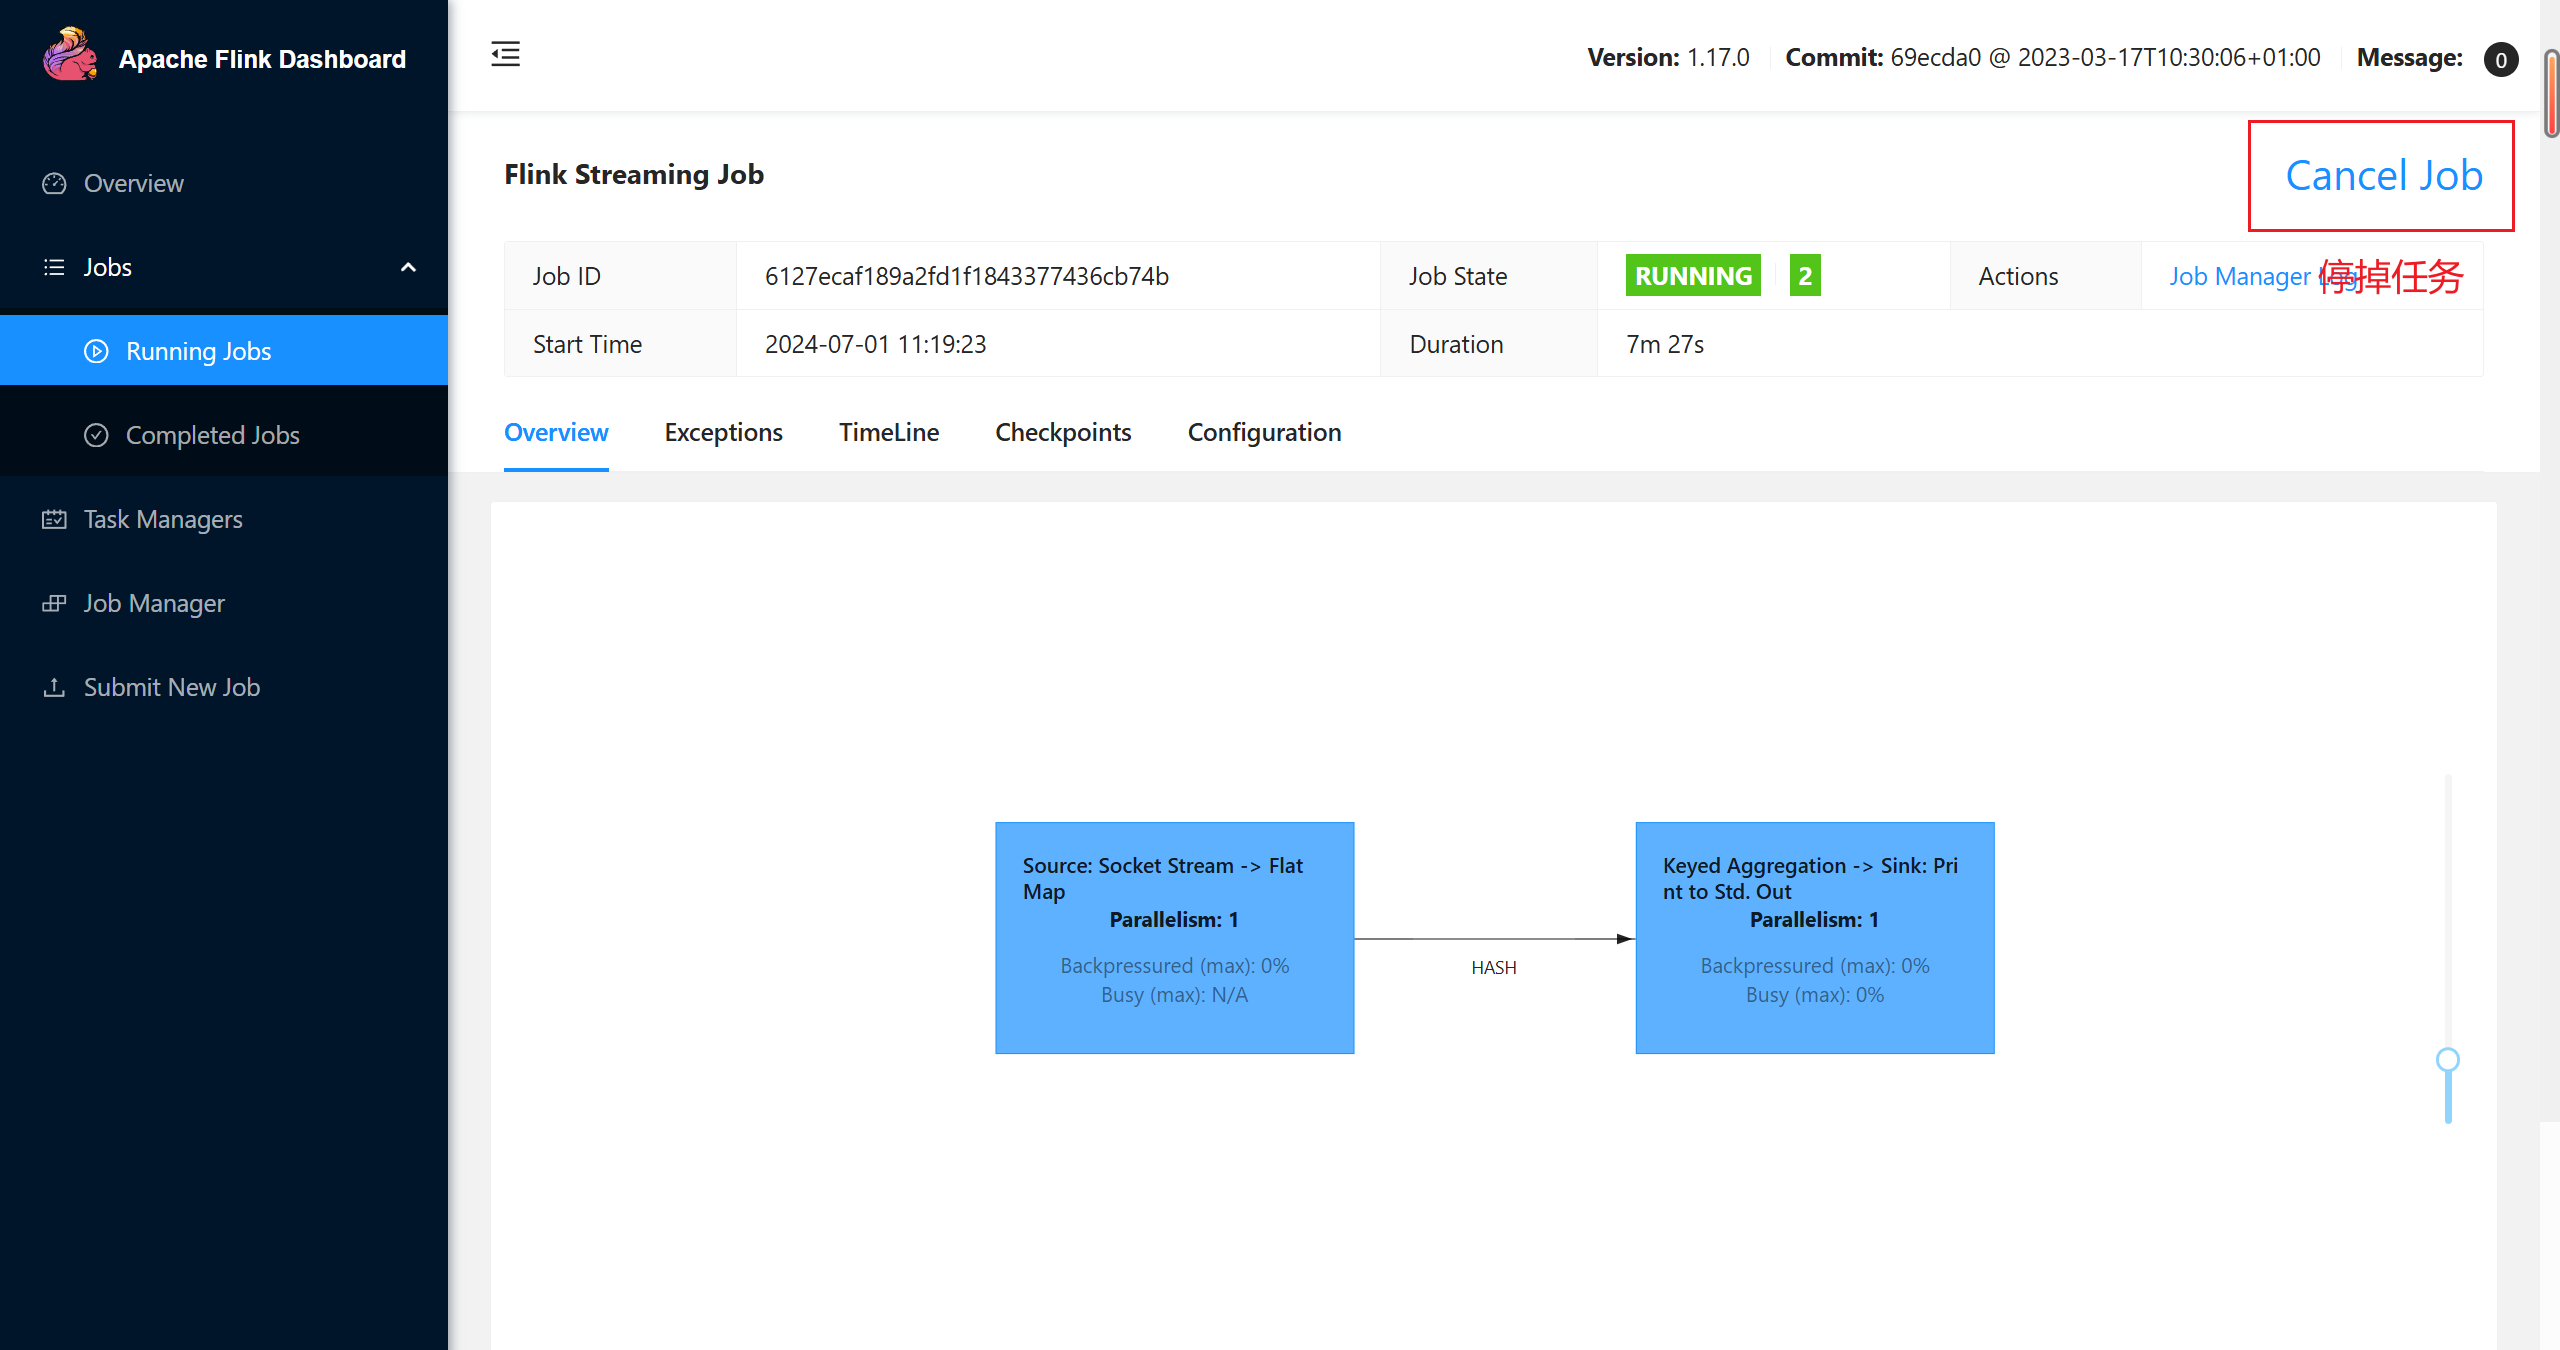 Apache Flink Dashboard
Version: 1.17.0 Commit: 69ecda0 @ 2023-03-17T10:30:06+01:00 Message: 0
Overview
Jobs
Running Jobs
Completed Jobs
Task Managers
Job Manager
Submit New Job
Flink Streaming Job
Cancel Job
Job ID 6127ecaf189a2fd1f1843377436cb74b Job State RUNNING 2 Actions Job Manager Log
停掉任务
Start Time 2024-07-01 11:19:23 Duration 7m 27s
Overview Exceptions TimeLine Checkpoints Configuration
Source: Socket Stream -> Flat
Map
Parallelism: 1
Backpressured (max): 0%
Busy (max): N/A
HASH
Keyed Aggregation -> Sink: Pri
nt to Std. Out
Parallelism: 1
Backpressured (max): 0%
Busy (max): 0%